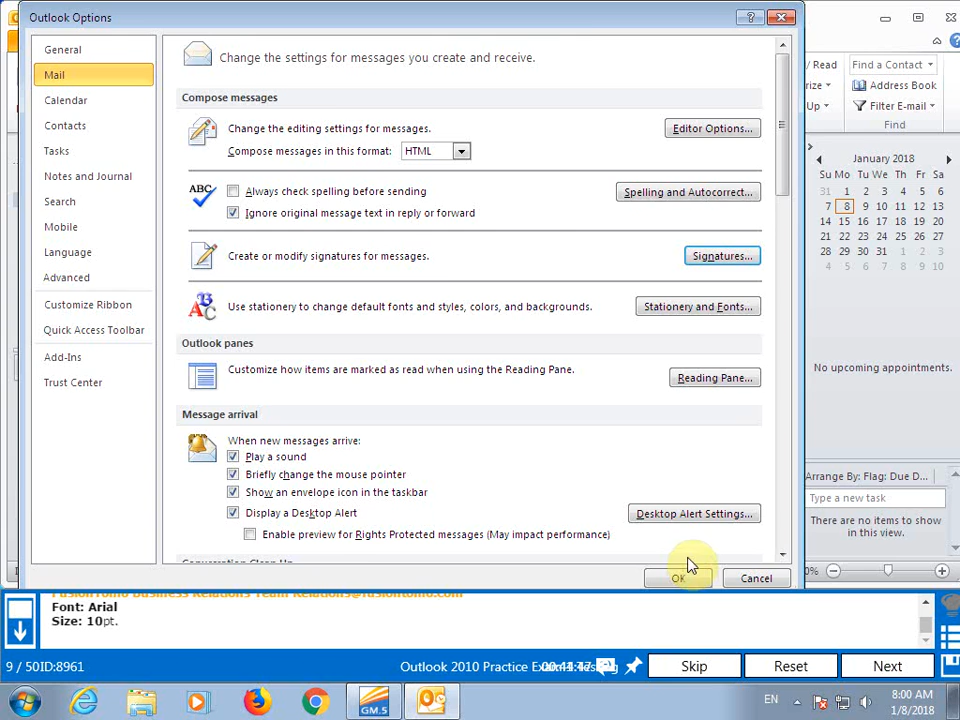 Outlook Options
General
Mail
Calendar
Contacts
Tasks
Notes and Journal
Search
Mobile
Language
Advanced
Customize Ribbon
Quick Access Toolbar
Add-Ins
Trust Center
Change the settings for messages you create and receive.
Compose messages
Change the editing settings for messages.
Editor Options...
Compose messages in this format: HTML
ABC
Always check spelling before sending
Spelling and Autocorrect...
Ignore original message text in reply or forward
Create or modify signatures for messages.
Signatures...
Use stationery to change default fonts and styles, colors, and backgrounds.
Stationery and Fonts...
Outlook panes
Customize how items are marked as read when using the Reading Pane.
Reading Pane...
Message arrival
When new messages arrive:
Play a sound
Briefly change the mouse pointer
Show an envelope icon in the taskbar
Display a Desktop Alert
Desktop Alert Settings...
Enable preview for Rights Protected messages (May impact performance)
Conversation Clean Up
OK
Cancel
/ Read
Find a Contact
Address Book
Up
Filter E-mail
Find
January 2018
Su Mo Tu We Th Fr Sa
31 1 2 3 4 5 6
7 8 9 10 11 12 13
14 15 16 17 18 19 20
21 22 23 24 25 26 27
28 29 30 31 1 2 3
4 5 6 7 8 9 10
No upcoming appointments.
Arrange By: Flag: Due D...
Type a new task
There are no items to show
in this view.
Font: Arial
Size: 10pt.
9 / 50ID:8961
Outlook 2010 Practice
Skip
Reset
Next
GM.5
EN
8:00 AM
1/8/2018